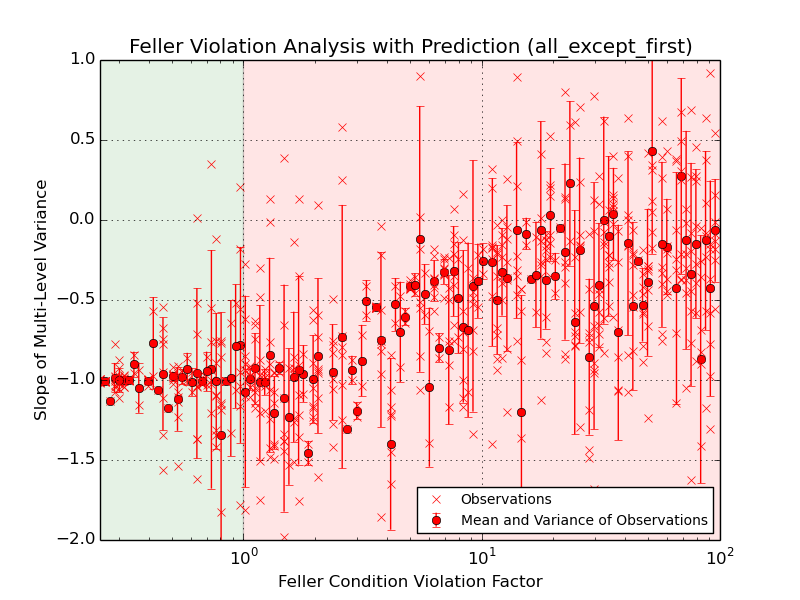 Feller Violation Analysis with Prediction (all_except_first)
1.0
0.5
0.0
−0.5
−1.0
−1.5
−2.0
Slope of Multi-Level Variance
Observations
Mean and Variance of Observations
10⁰ 10¹ 10²
Feller Condition Violation Factor